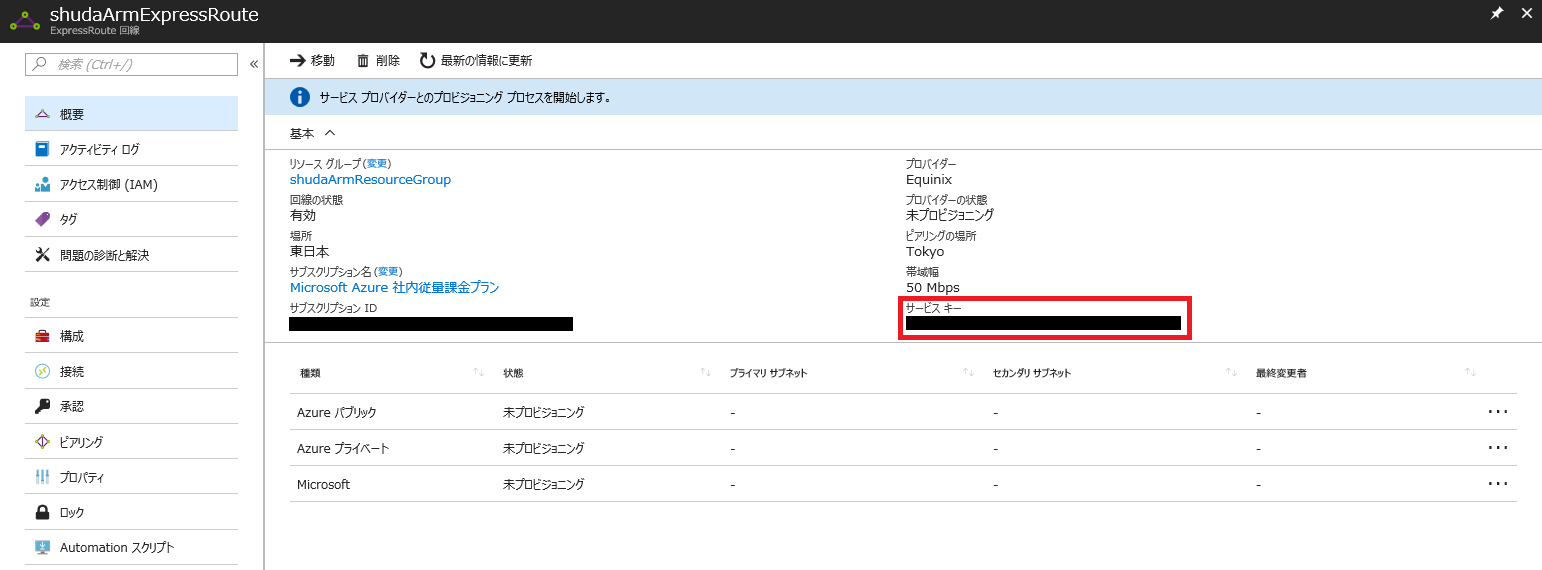 shudaArmExpressRoute
ExpressRoute 回線
検索 (Ctrl+/)
«
概要
アクティビティ ログ
アクセス制御 (IAM)
タグ
問題の診断と解決
設定
構成
接続
承認
ピアリング
プロパティ
ロック
Automation スクリプト
移動 削除 最新の情報に更新
サービス プロバイダーとのプロビジョニング プロセスを開始します。
基本
リソース グループ (変更)
shudaArmResourceGroup
回線の状態
有効
場所
東日本
サブスクリプション名 (変更)
Microsoft Azure 社内従量課金プラン
サブスクリプション ID
プロバイダー
Equinix
プロバイダーの状態
未プロビジョニング
ピアリングの場所
Tokyo
帯域幅
50 Mbps
サービス キー
種類 状態 プライマリ サブネット セカンダリ サブネット 最終変更者
Azure パブリック 未プロビジョニング - - - ...
Azure プライベート 未プロビジョニング - - - ...
Microsoft 未プロビジョニング - - - ...